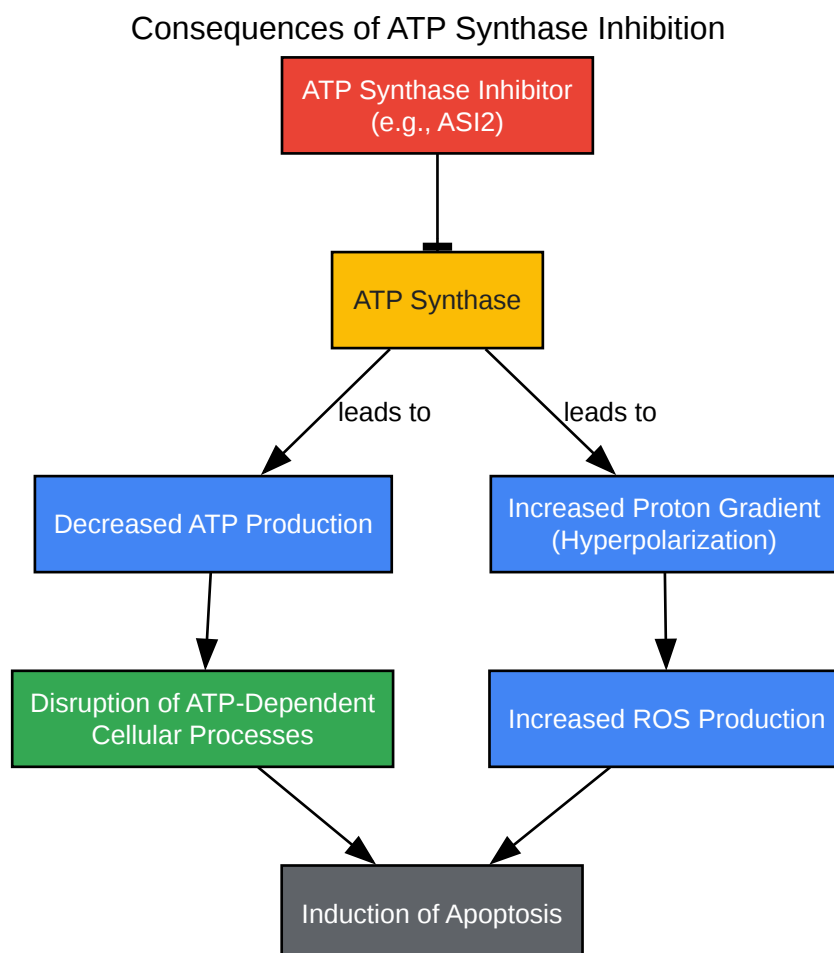 Consequences of ATP Synthase Inhibition
ATP Synthase Inhibitor
(e.g., ASI2)
ATP Synthase
leads to
leads to
Decreased ATP Production
Increased Proton Gradient
(Hyperpolarization)
Disruption of ATP-Dependent
Cellular Processes
Increased ROS Production
Induction of Apoptosis